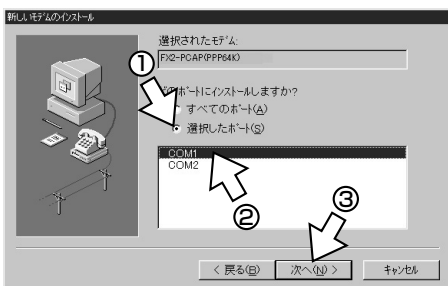 新しいモデムのインストール
選択されたモデム:
FX2-PCAP(PPP64K)
①
どのポートにインストールしますか?
すべてのポート(A)
選択したポート(S)
COM1
COM2
②
③
< 戻る(B)
次へ(N) >
キャンセル